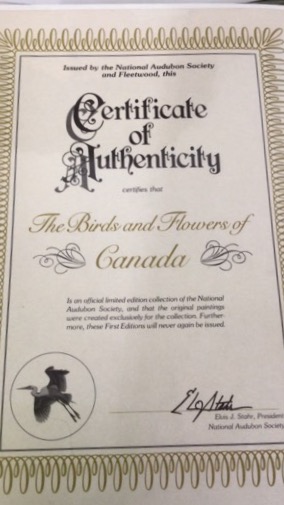 Issued by the National Audubon Society
and Fleetwood, this
Certificate
of
Authenticity
certifies that
The Birds and Flowers of
Canada
Is an official limited edition collection of the National
Audubon Society, and that the original paintings
were created exclusively for the collection. Further-
more, these First Editions will never again be issued.
Elvis J. Stahr, President
National Audubon Society